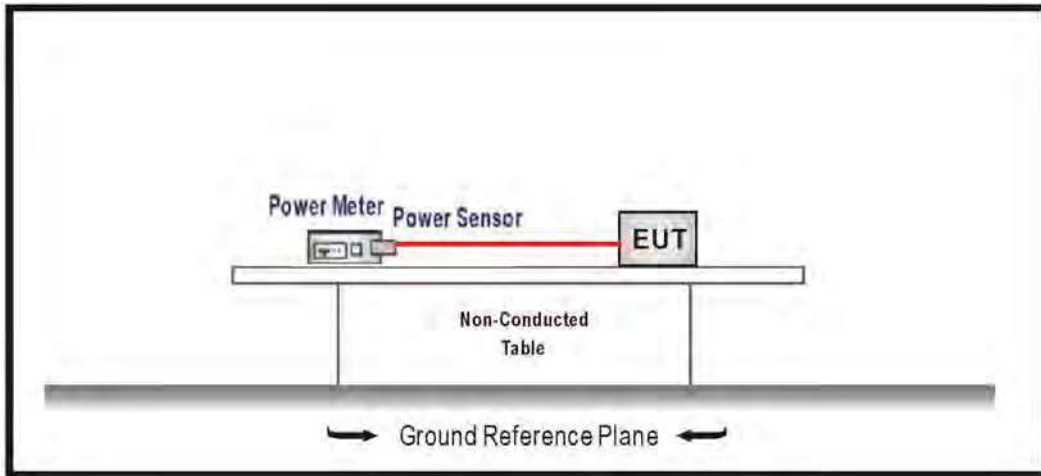 Power Meter
Power Sensor
EUT
Non-Conducted
Table
Ground Reference Plane